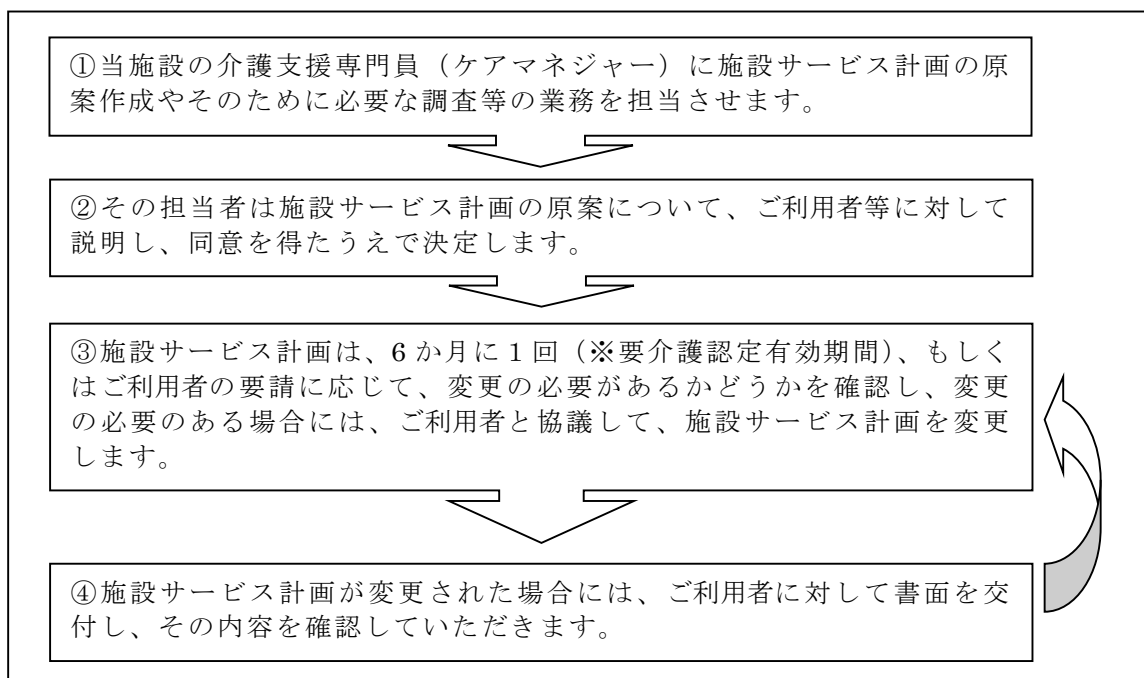 ①当施設の介護支援専門員（ケアマネジャー）に施設サービス計画の原
案作成やそのために必要な調査等の業務を担当させます。
②その担当者は施設サービス計画の原案について、ご利用者等に対して
説明し、同意を得たうえで決定します。
③施設サービス計画は、6 か月に 1 回（※要介護認定有効期間）、もしく
はご利用者の要請に応じて、変更の必要があるかどうかを確認し、変更
の必要のある場合には、ご利用者と協議して、施設サービス計画を変更
します。
④施設サービス計画が変更された場合には、ご利用者に対して書面を交
付し、その内容を確認していただきます。